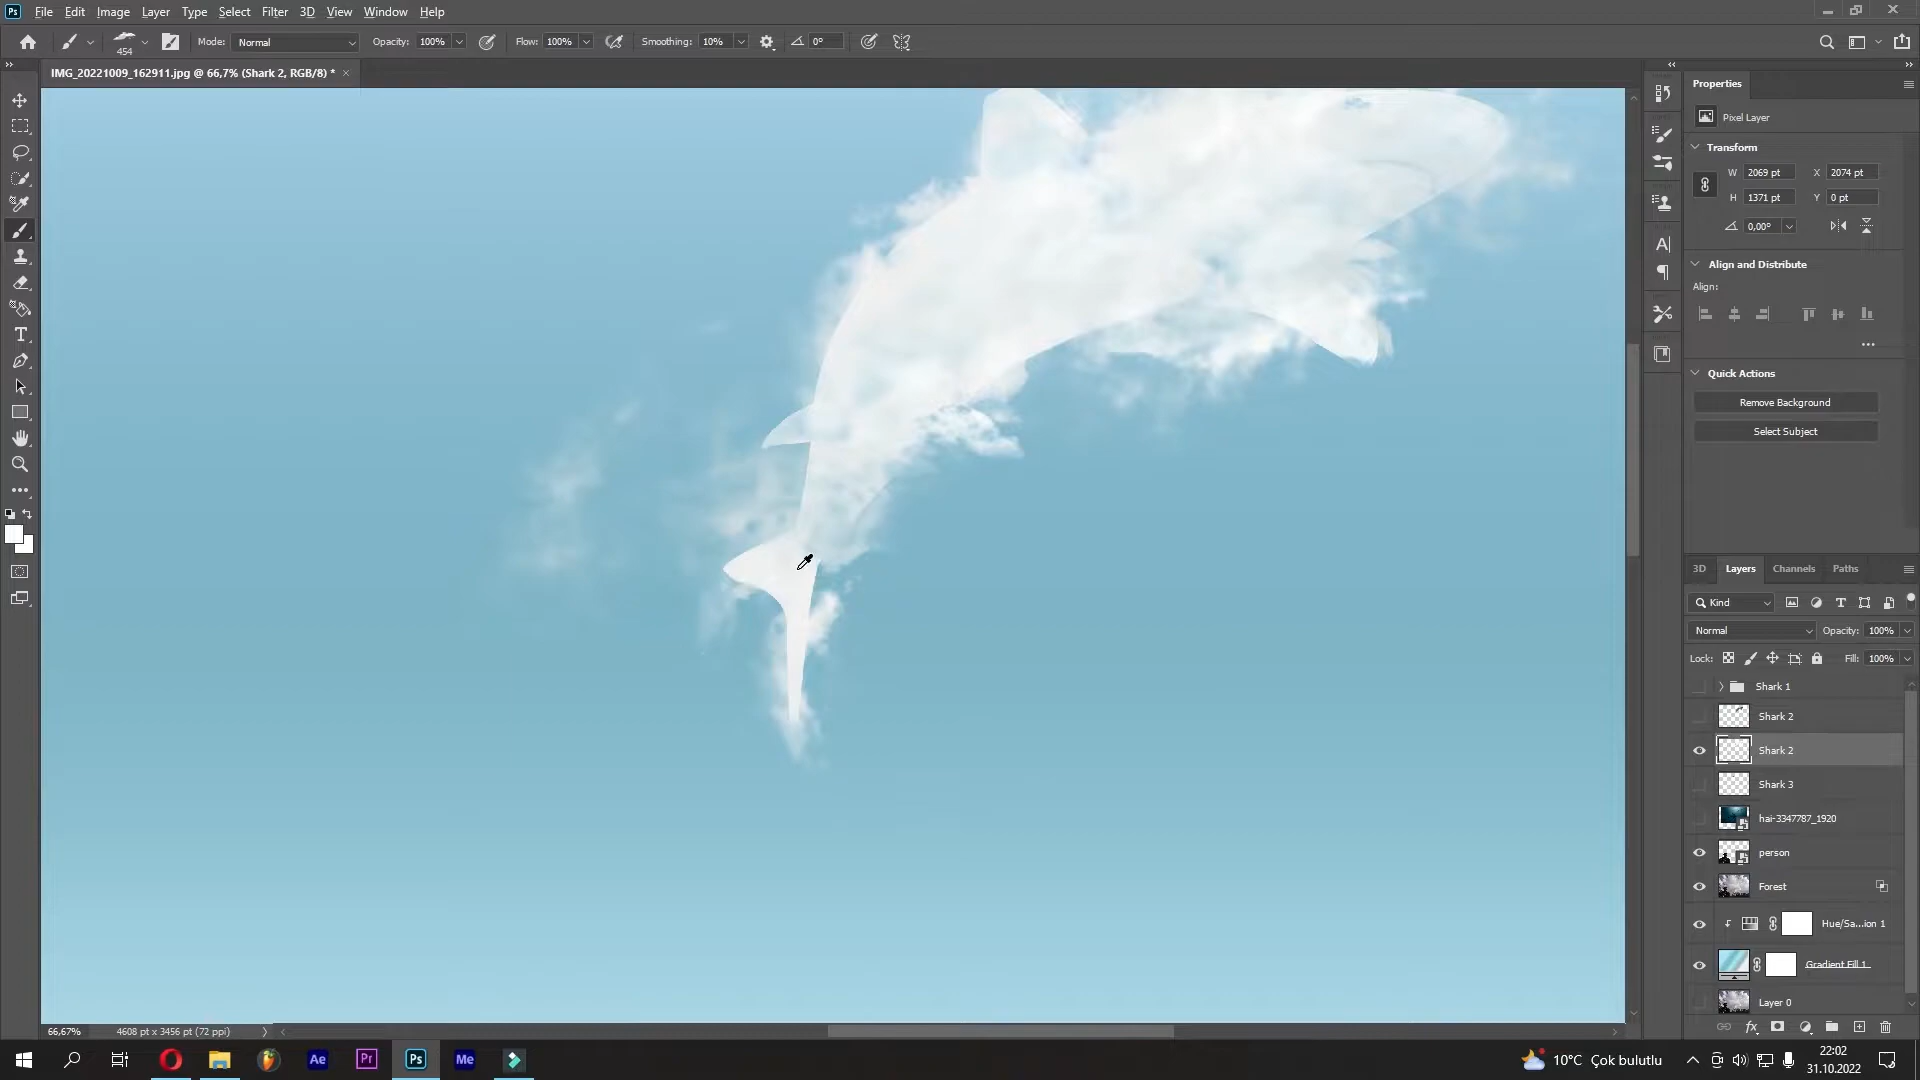 Ps File Edit Image Layer Type Select Filter 3D View Window Help
454 Mode: Normal Opacity: 100% Flow: 100% Smoothing: 10% 0°
IMG_20221009_162911.jpg @ 66,7% (Shark 2, RGB/8) * ×
Properties
Pixel Layer
Transform
W 2069 pt X 2074 pt
H 1371 pt Y 0 pt
0,00°
Align and Distribute
Align:
Quick Actions
Remove Background
Select Subject
3D Layers Channels Paths
Kind
Normal Opacity: 100%
Lock: Fill: 100%
Shark 1
Shark 2
Shark 2
Shark 3
hai-3347787_1920
person
Forest
Hue/Sa...ion 1
Gradient Fill 1
Layer 0
66,67% 4608 pt x 3456 pt (72 ppi)
Ae Pr Ps Me
10°C Çok bulutlu
22:02
31.10.2022